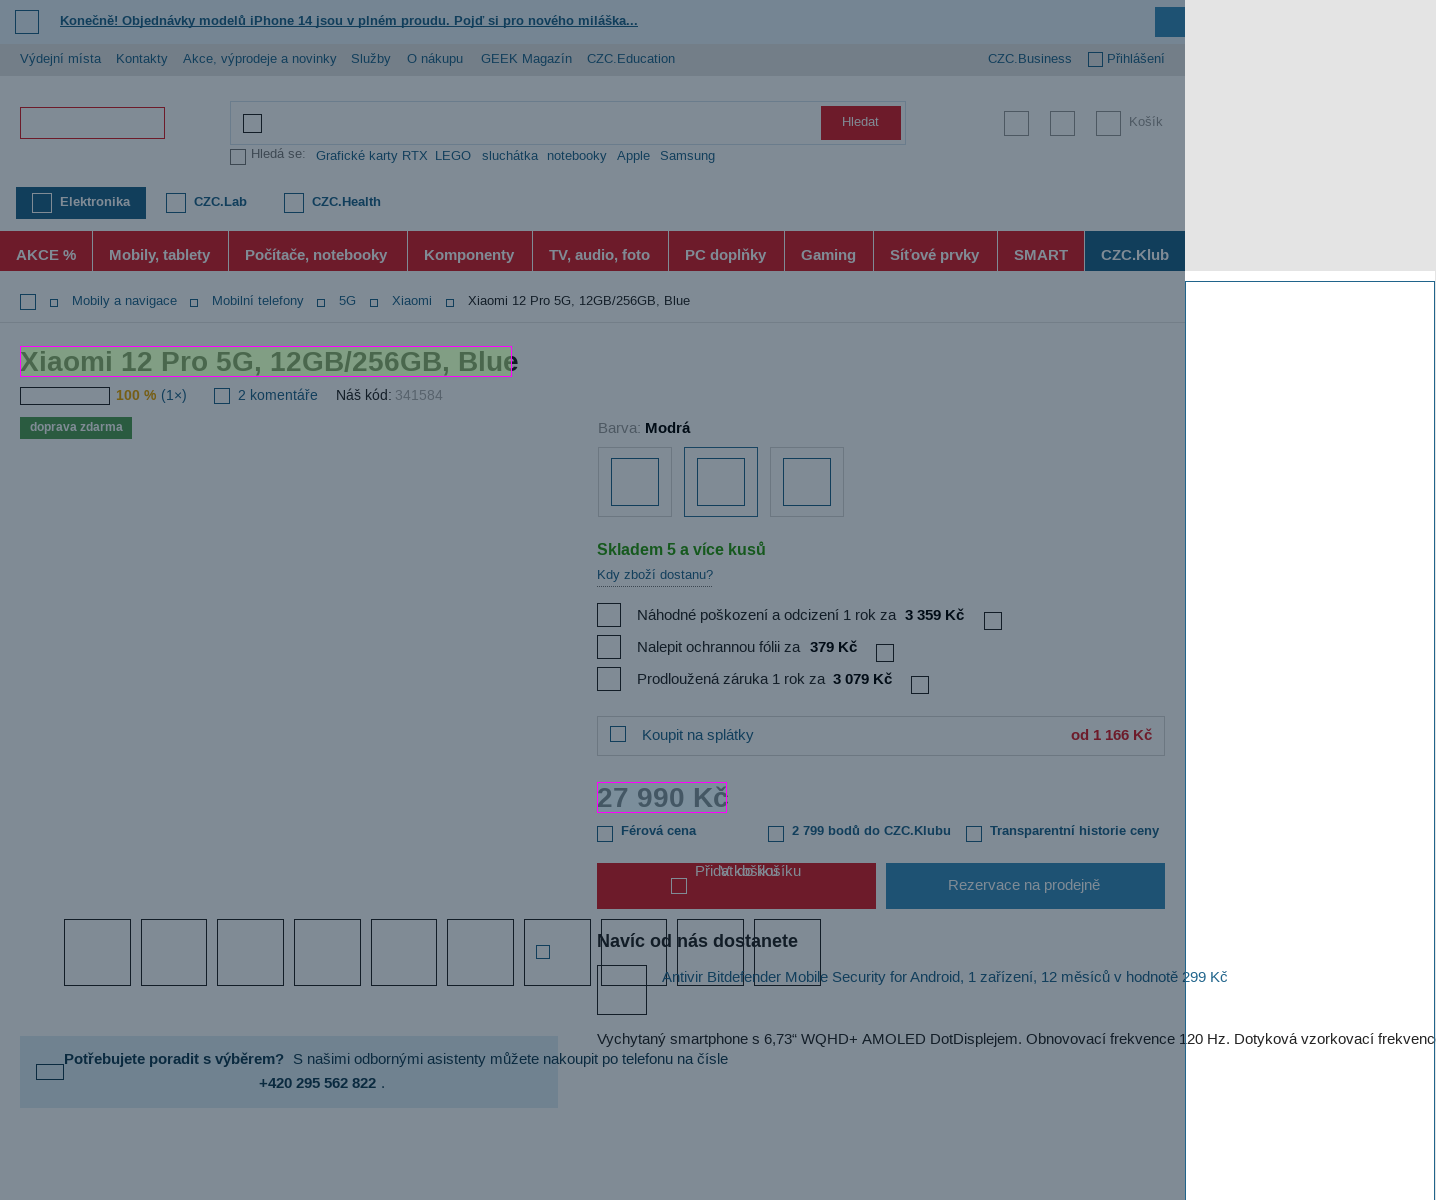 Konečně! Objednávky modelů iPhone 14 jsou v plném proudu. Pojď si pro nového miláška...
Výdejní místa Kontakty Akce, výprodeje a novinky Služby O nákupu GEEK Magazín CZC.Education CZC.Business Přihlášení
Hledat Košík
Hledá se: Grafické karty RTX LEGO sluchátka notebooky Apple Samsung
Elektronika CZC.Lab CZC.Health
AKCE % Mobily, tablety Počítače, notebooky Komponenty TV, audio, foto PC doplňky Gaming Síťové prvky SMART CZC.Klub
Mobily a navigace Mobilní telefony 5G Xiaomi Xiaomi 12 Pro 5G, 12GB/256GB, Blue
Xiaomi 12 Pro 5G, 12GB/256GB, Blue
100 % (1×) 2 komentáře Náš kód: 341584
doprava zdarma
Barva: Modrá
Skladem 5 a více kusů
Kdy zboží dostanu?
Náhodné poškození a odcizení 1 rok za 3 359 Kč
Nalepit ochrannou fólii za 379 Kč
Prodloužená záruka 1 rok za 3 079 Kč
Koupit na splátky od 1 166 Kč
27 990 Kč
Férová cena 2 799 bodů do CZC.Klubu Transparentní historie ceny
Přidat do košíku
V košíku
Rezervace na prodejně
Navíc od nás dostanete
Antivir Bitdefender Mobile Security for Android, 1 zařízení, 12 měsíců v hodnotě 299 Kč
Vychytaný smartphone s 6,73“ WQHD+ AMOLED DotDisplejem. Obnovovací frekvence 120 Hz. Dotyková vzorkovací frekvenc
Potřebujete poradit s výběrem? S našimi odbornými asistenty můžete nakoupit po telefonu na čísle
+420 295 562 822 .